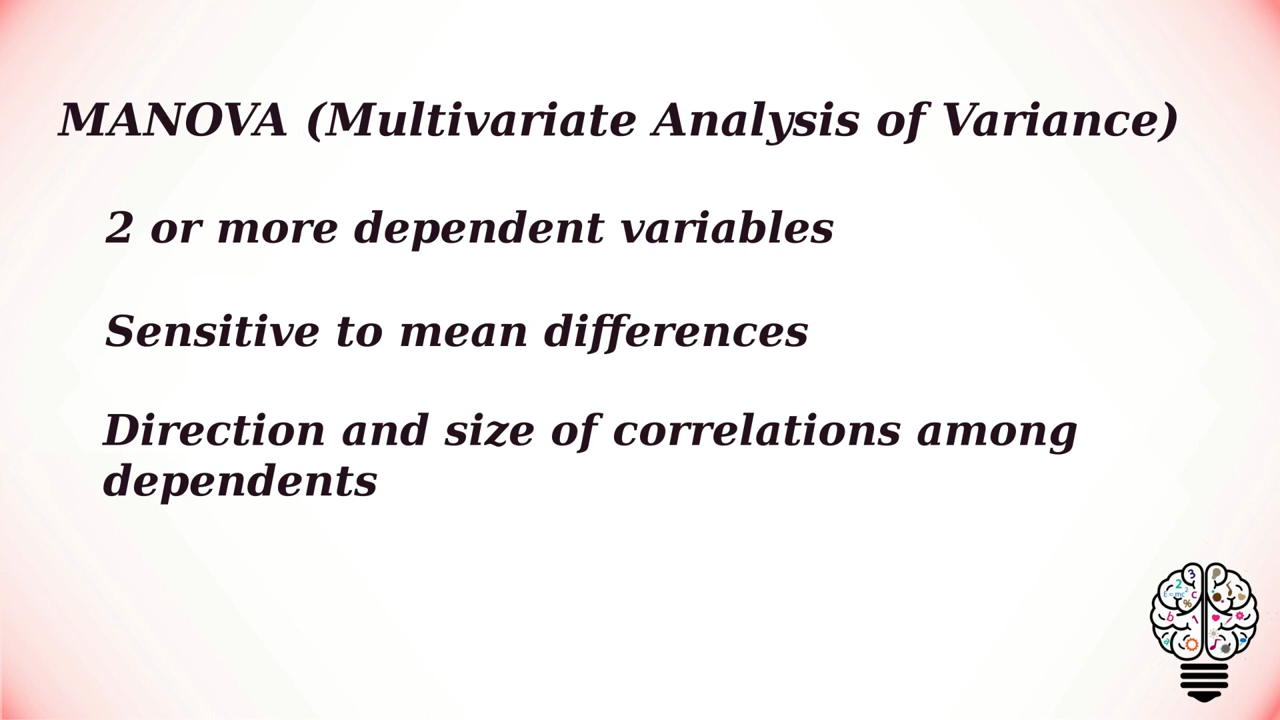 MANOVA (Multivariate Analysis of Variance)
2 or more dependent variables
Sensitive to mean differences
Direction and size of correlations among
dependents